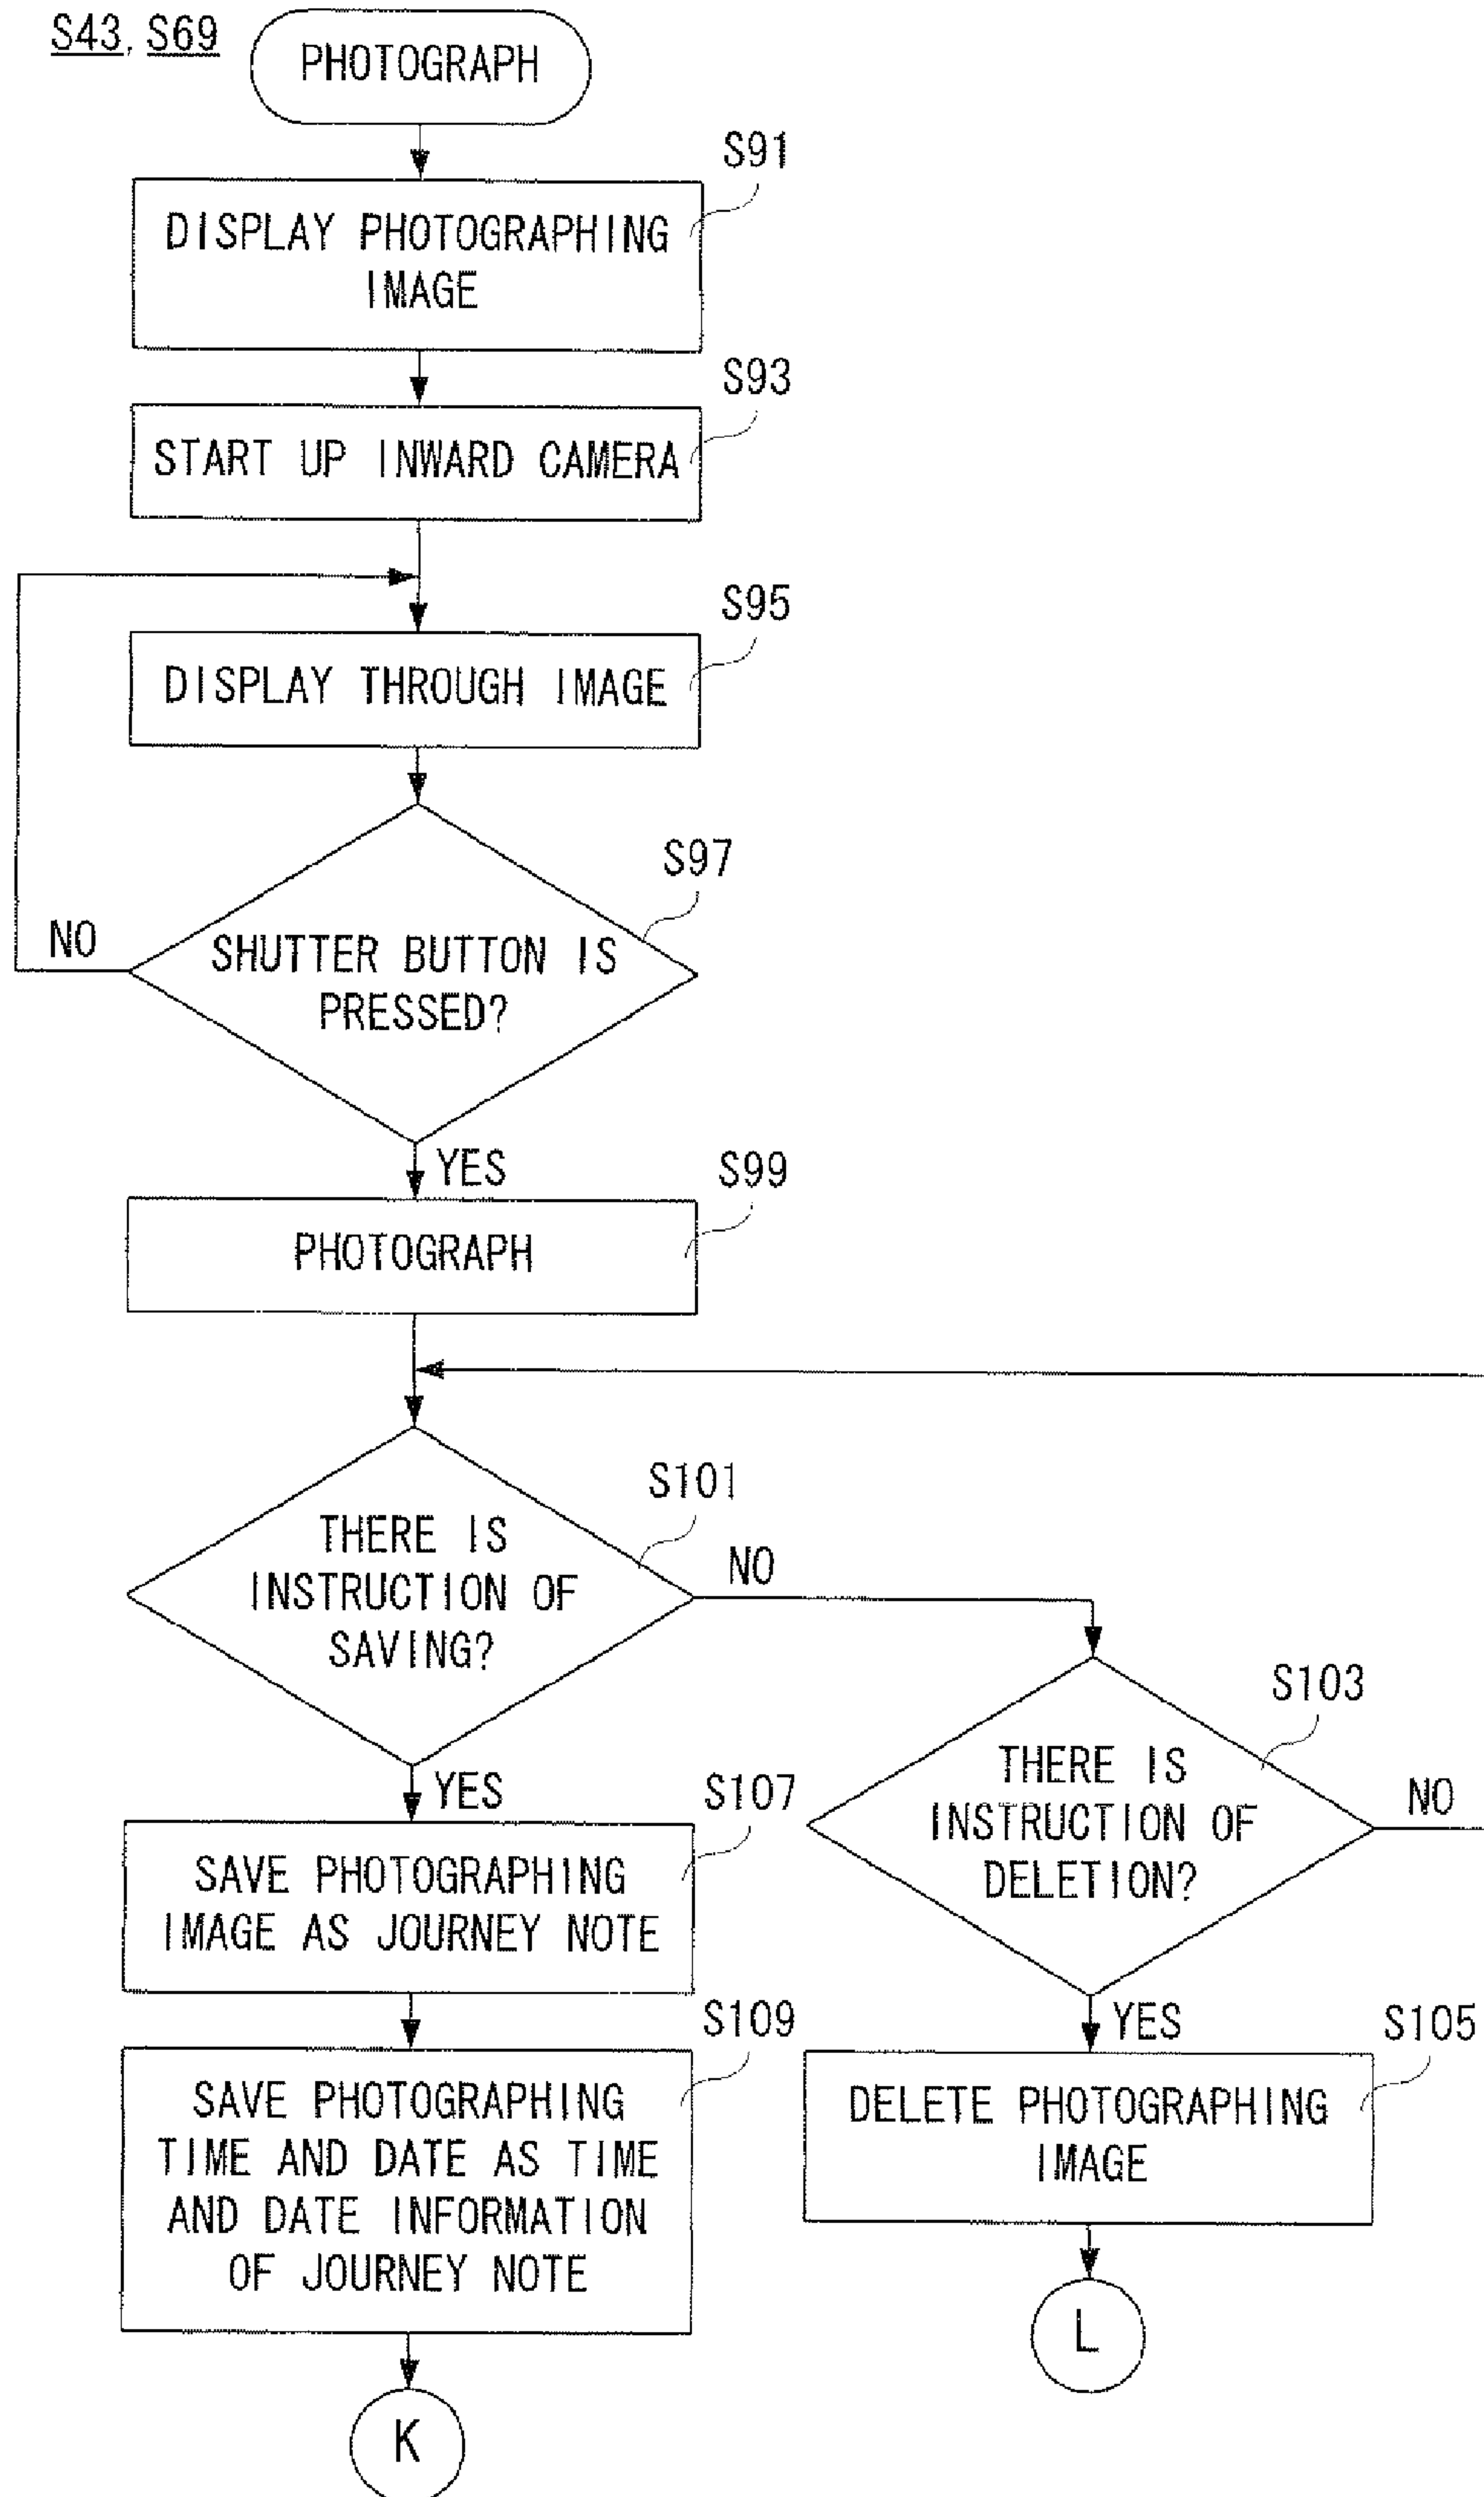 S43, S69
PHOTOGRAPH
S91
DISPLAY PHOTOGRAPHING
IMAGE
S93
START UP INWARD CAMERA
S95
DISPLAY THROUGH IMAGE
S97
NO
SHUTTER BUTTON IS
PRESSED?
YES
S99
PHOTOGRAPH
S101
THERE IS
INSTRUCTION OF
SAVING?
NO
S103
THERE IS
INSTRUCTION OF
DELETION?
NO
YES
S107
SAVE PHOTOGRAPHING
IMAGE AS JOURNEY NOTE
YES
S105
DELETE PHOTOGRAPHING
IMAGE
S109
SAVE PHOTOGRAPHING
TIME AND DATE AS TIME
AND DATE INFORMATION
OF JOURNEY NOTE
L
K